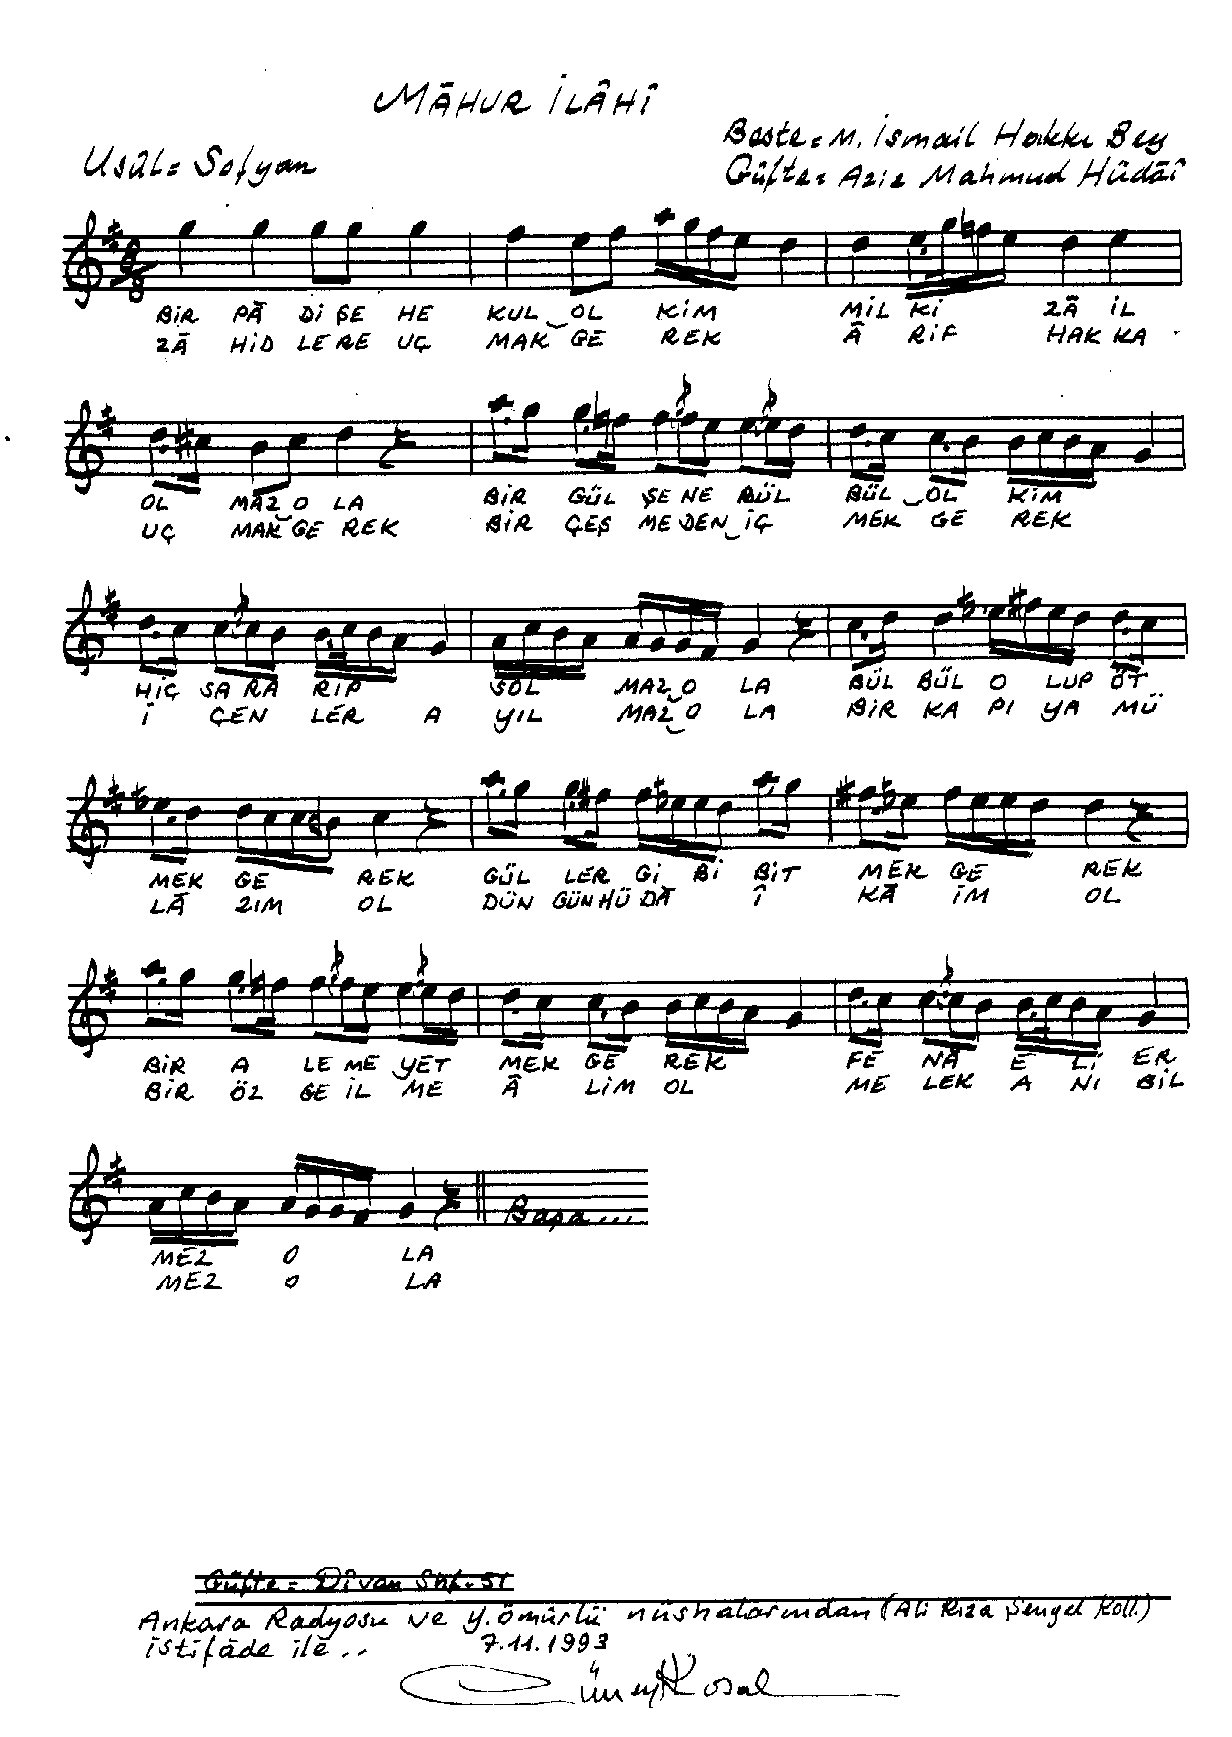 MÂHUR İLÂHÎ
Beste = M. İsmail Hakkı Bey
Usûl = Sofyan
Güfte = Aziz Mahmud Hüdâî
BİR PÂ Dİ ŞE HE KUL OL KİM MİL Kİ ZÂ İL
ZÂ HİD LERE UÇ MAK GE REK Â RİF HAK KA
OL MAZ O LA BİR GÜL ŞE NE BÜL BÜL OL KİM
UÇ MAK GE REK BİR ÇEŞ ME DEN İÇ MEK GE REK
HİÇ SA RA RIP SOL MAZ O LA BÜL BÜL O LUP ÖT
İ ÇEN LER A YIL MAZ O LA BİR KA PI YA MÜ
MEK GE REK GÜL LER Gİ Bİ BİT MEK GE REK
LÂ ZIM OL DÜN GÜN HÜ DÂ Î KÂ İM OL
BİR A LE ME YET MEK GE REK FE NÂ E Lİ ER
BİR ÖZ GE İL ME Â LİM OL ME LEK A NI BİL
MEZ O LA Başa...
MEZ O LA
Güfte = Dîvan Shf. 51
Ankara Radyosu ve Y. Ömürlü nüshalarından (Ali Rıza Şengel Koll.)
istifâde ile.. 7.11.1993
Cüneyt Kosal